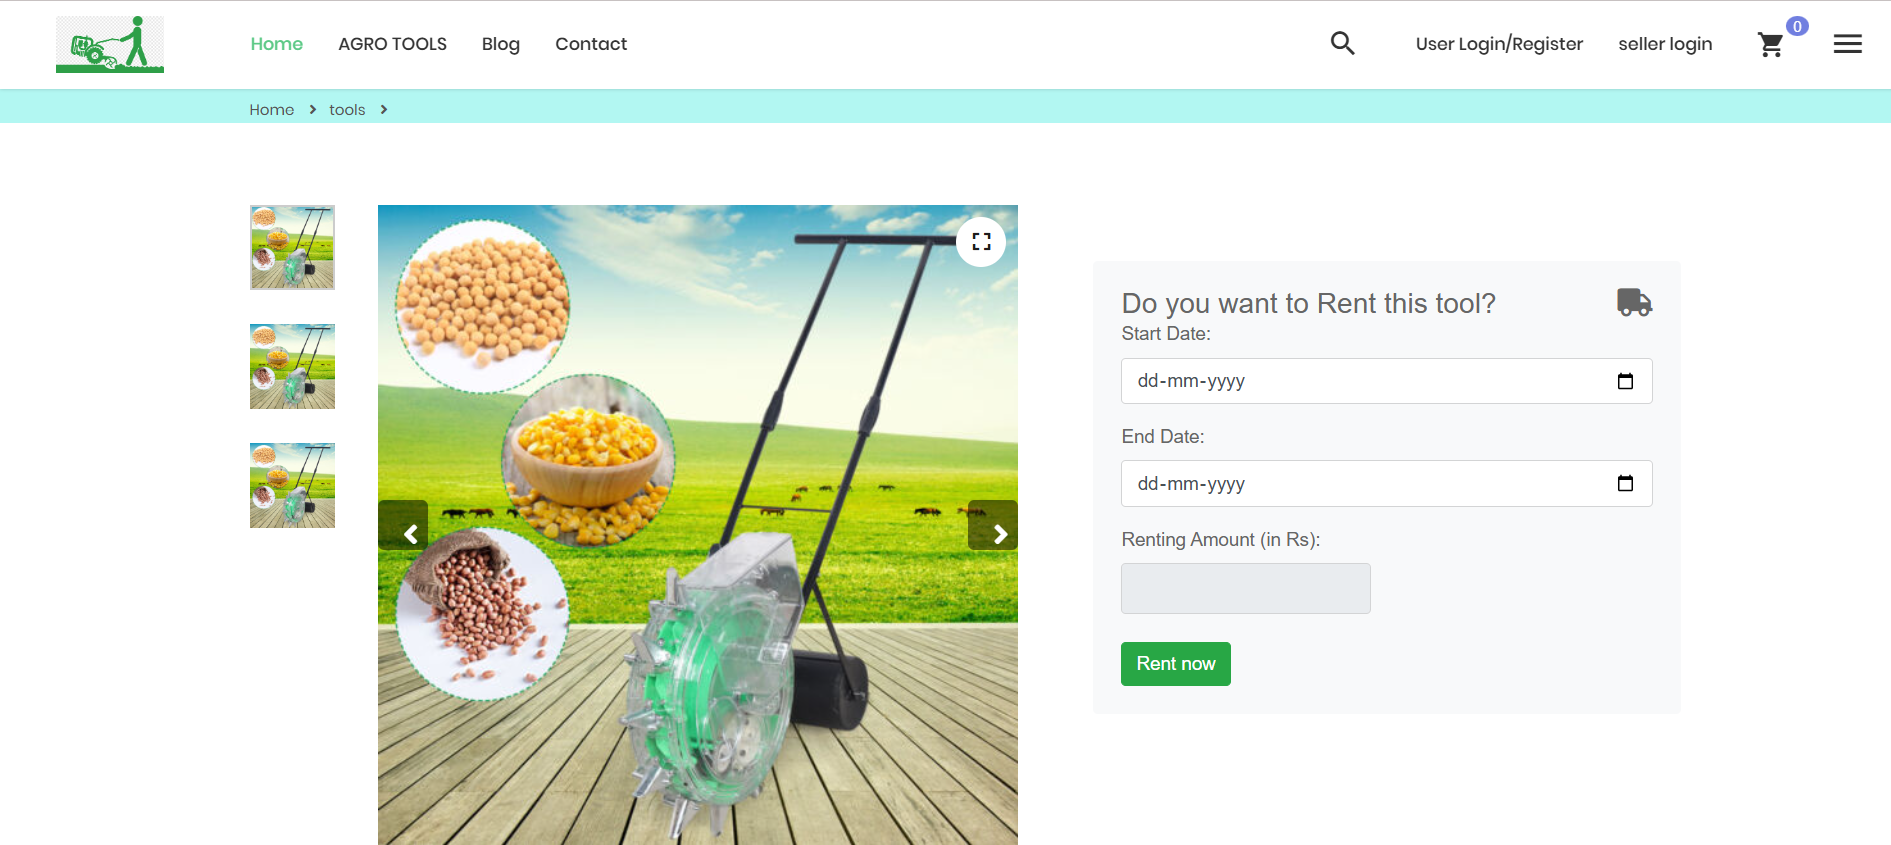 Home AGRO TOOLS Blog Contact User Login/Register seller login 0
Home > tools >
Do you want to Rent this tool?
Start Date:
dd-mm-yyyy
End Date:
dd-mm-yyyy
Renting Amount (in Rs):
Rent now